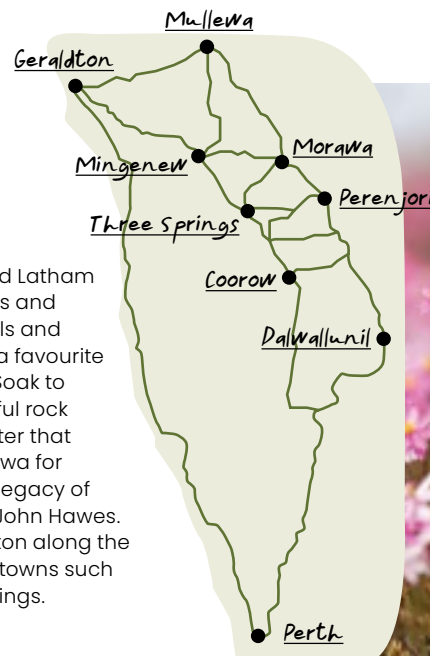 Mullewa
Geraldton
Morawa
Mingenew
Perenjori
Three Springs
Coorow
Dalwallunil
Perth
d Latham
s and
ls and
a favourite
Soak to
ful rock
ter that
wa for
legacy of
John Hawes.
ton along the
towns such
ings.